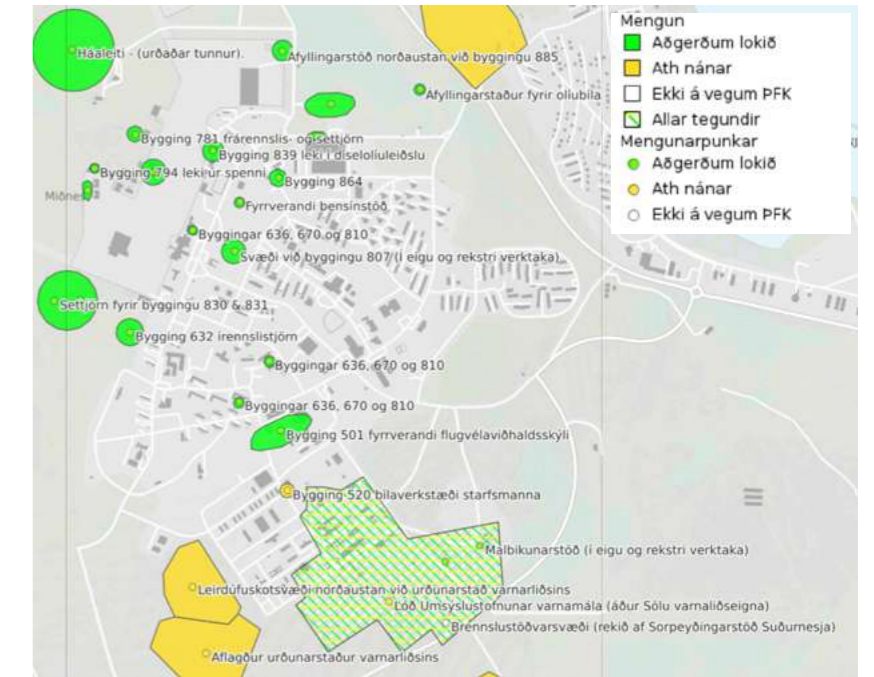 Mengun
Aðgerðum lokið
Ath nánar
Ekki á vegum ÞFK
Allar tegundir
Mengunarpunkar
Aðgerðum lokið
Ath nánar
Ekki á vegum ÞFK
Háaleiti - (urðaðar tunnur).
Áfyllingarstöð norðaustan við byggingu 885
Áfyllingarstaður fyrir olíubíla
Bygging 781 frárennslis- og settjörn
Bygging 839 leki í díselolíuleiðslu
Bygging 794 leki úr spenni
Bygging 864
Miðnes
Fyrrverandi bensínstöð
Byggingar 636, 670 og 810
Svæði við byggingu 807 (í eigu og rekstri verktaka)
Settjörn fyrir byggingu 830 & 831
Bygging 632 írennslistjörn
Byggingar 636, 670 og 810
Byggingar 636, 670 og 810
Bygging 501 fyrrverandi flugvélaviðhaldsskýli
Bygging 520 bílaverkstæði starfsmanna
Malbikunarstöð (í eigu og rekstri verktaka)
Leirdúfuskotsvæði norðaustan við urðunarstað varnarliðsins
Lóð Umsýslustofnunar varnamála (áður Sölu varnaliðseigna)
Brennslustöðvarsvæði (rekið af Sorpeyðingarstöð Suðurnesja)
Aflagður urðunarstaður varnarliðsins